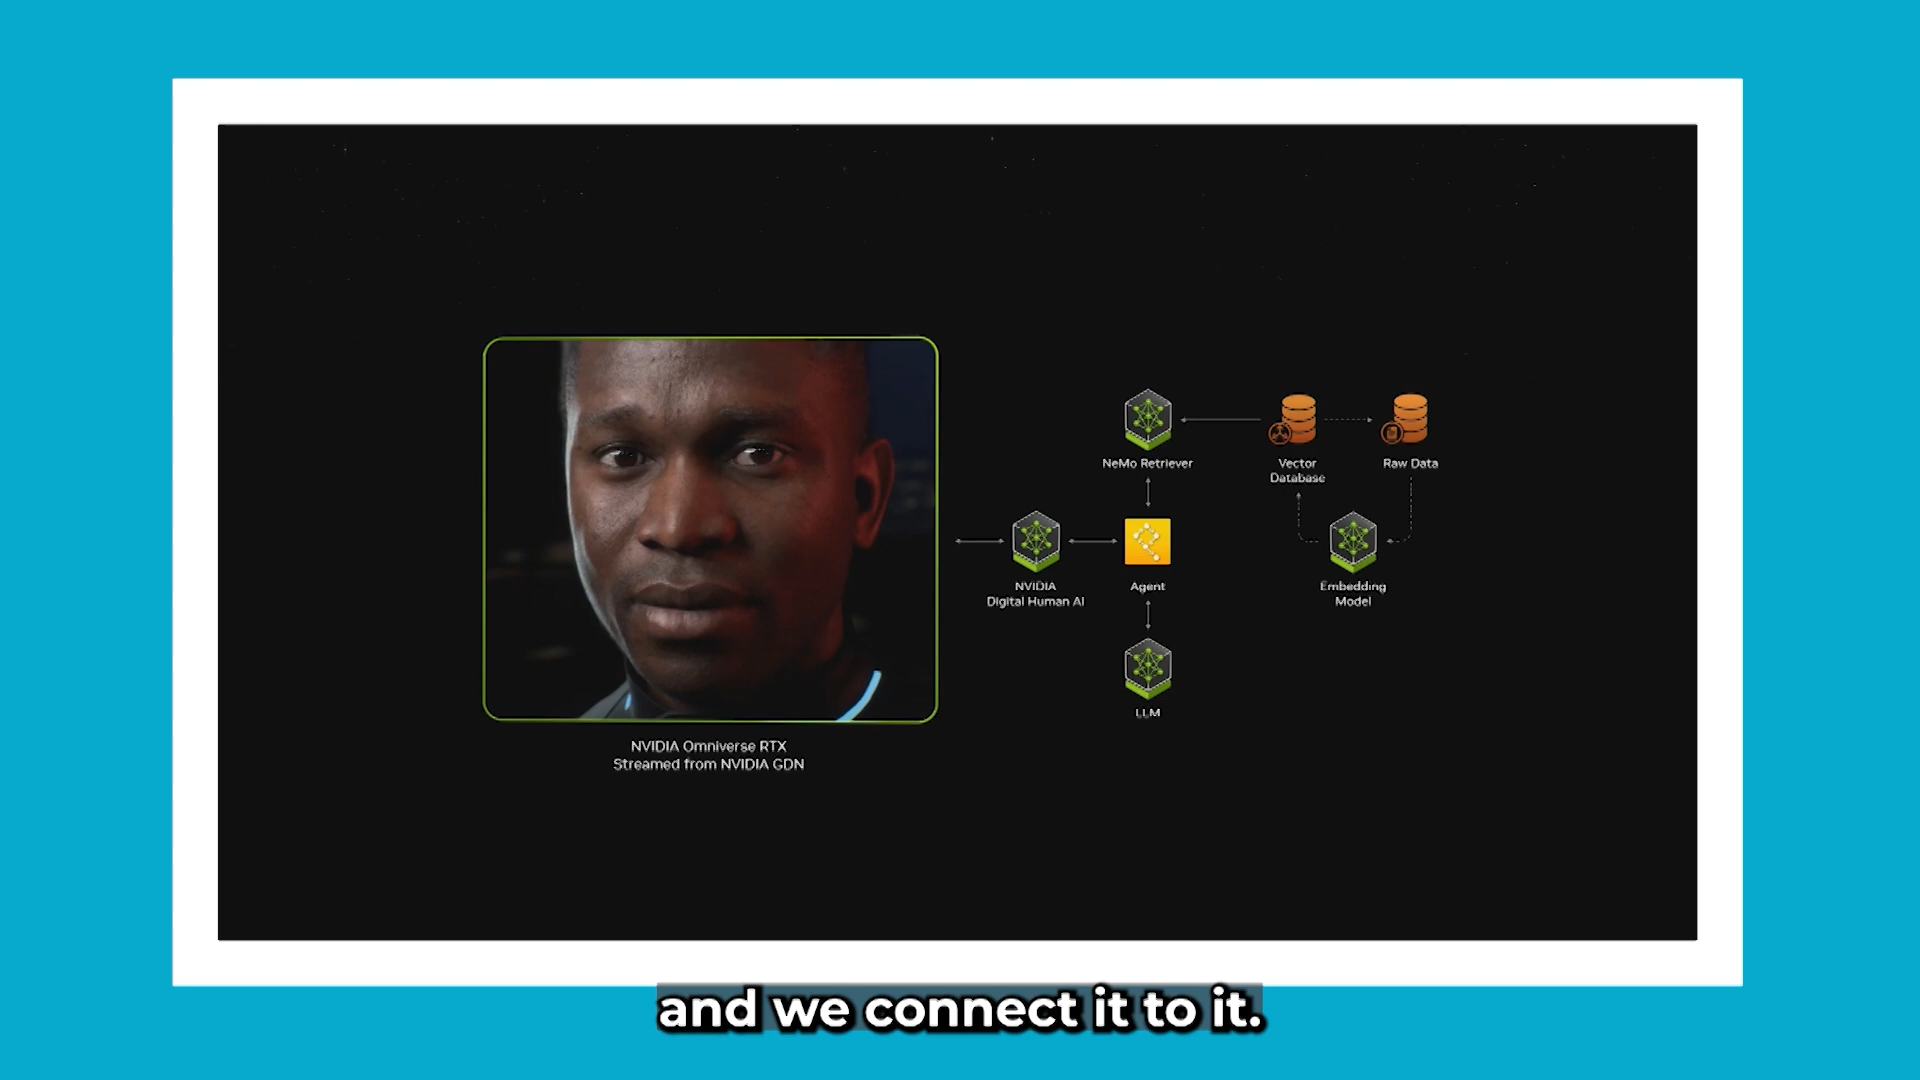 NeMo Retriever
Vector
Database
Raw Data
NVIDIA
Digital Human AI
Agent
Embedding
Model
LLM
NVIDIA Omniverse RTX
Streamed from NVIDIA GDN
and we connect it to it.